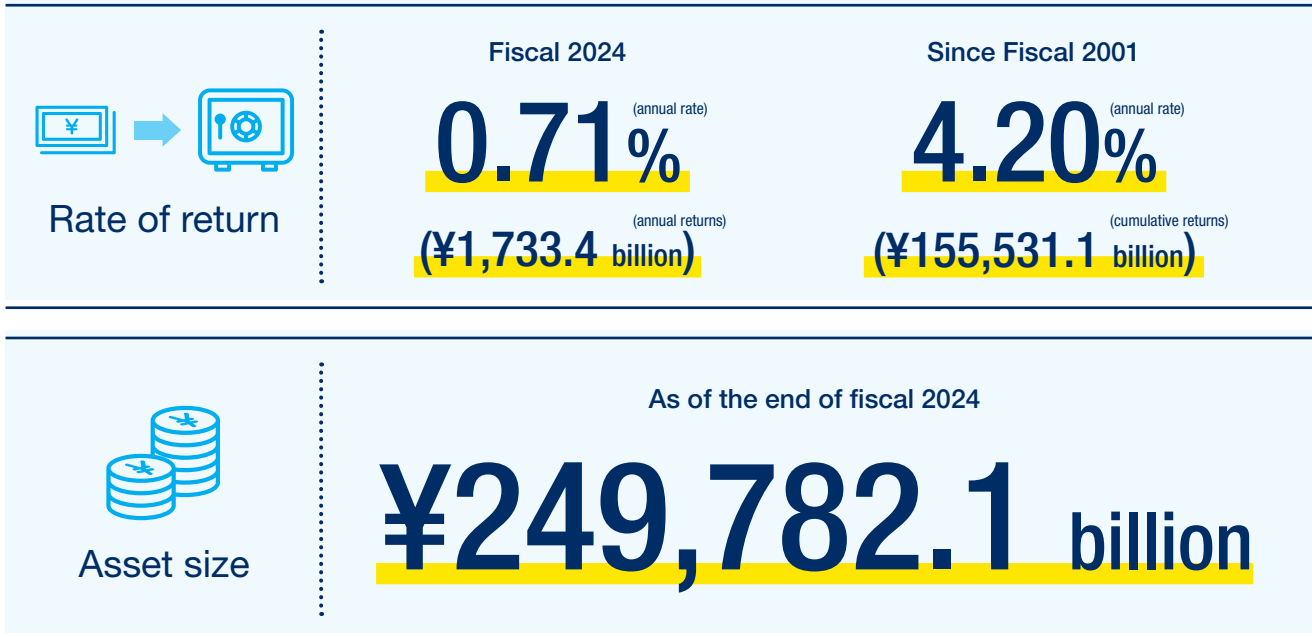 Rate of return
Fiscal 2024
0.71% (annual rate)
(¥1,733.4 billion) (annual returns)
Since Fiscal 2001
4.20% (annual rate)
(¥155,531.1 billion) (cumulative returns)
Asset size
As of the end of fiscal 2024
¥249,782.1 billion